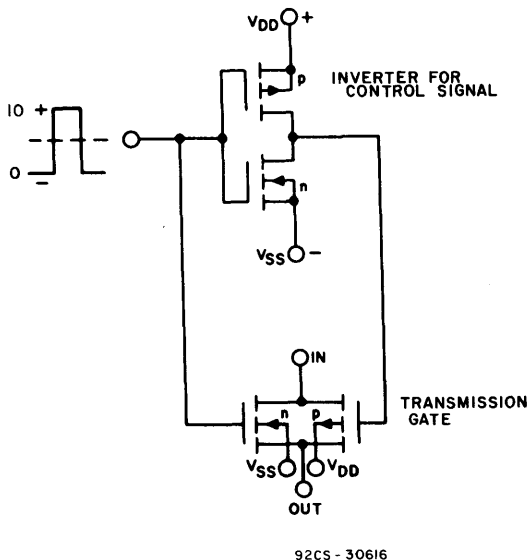 VDD +
p
INVERTER FOR
CONTROL SIGNAL
10 +
0 -
n
VSS -
IN
n p
TRANSMISSION
GATE
VSS VDD
OUT
92CS - 30616